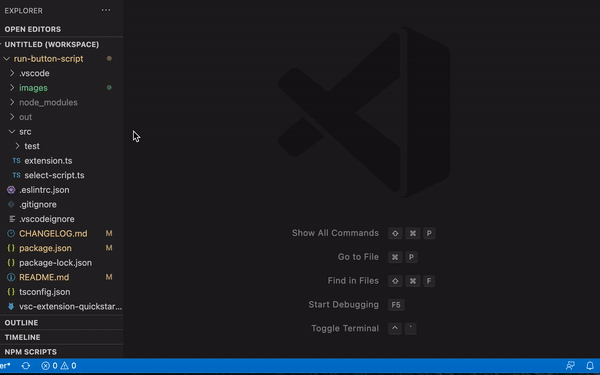 EXPLORER ...
OPEN EDITORS
UNTITLED (WORKSPACE)
run-button-script
.vscode
images
node_modules
out
src
test
TS extension.ts
TS select-script.ts
.eslintrc.json
.gitignore
.vscodeignore
CHANGELOG.md M
{} package.json M
{} package-lock.json
README.md M
{} tsconfig.json
vsc-extension-quickstar...
OUTLINE
TIMELINE
NPM SCRIPTS
er* 0 0
Show All Commands ⇧ ⌘ P
Go to File ⌘ P
Find in Files ⇧ ⌘ F
Start Debugging F5
Toggle Terminal ^ `